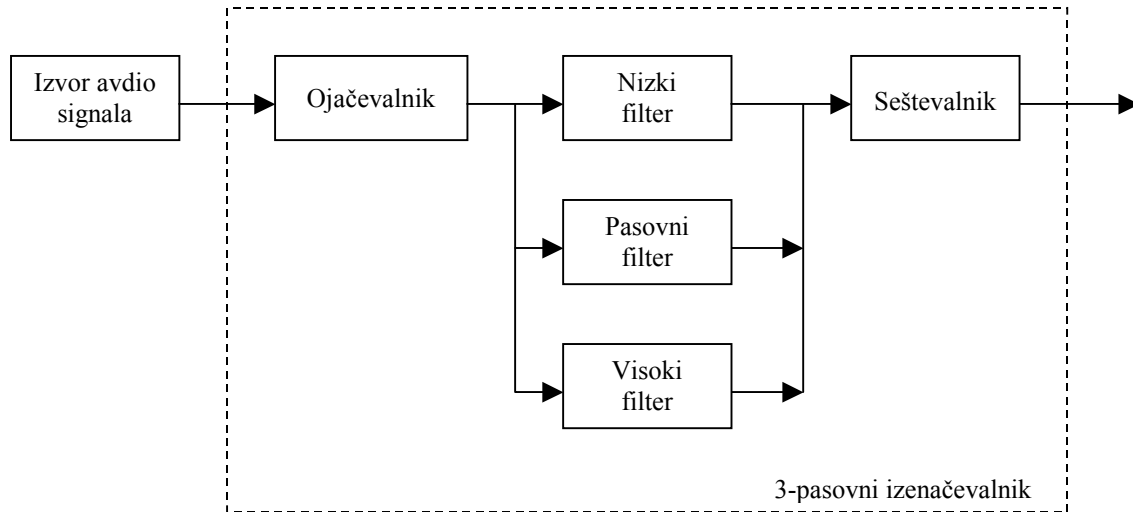 Izvor avdio
signala
Ojačevalnik
Nizki
filter
Seštevalnik
Pasovni
filter
Visoki
filter
3-pasovni izenačevalnik